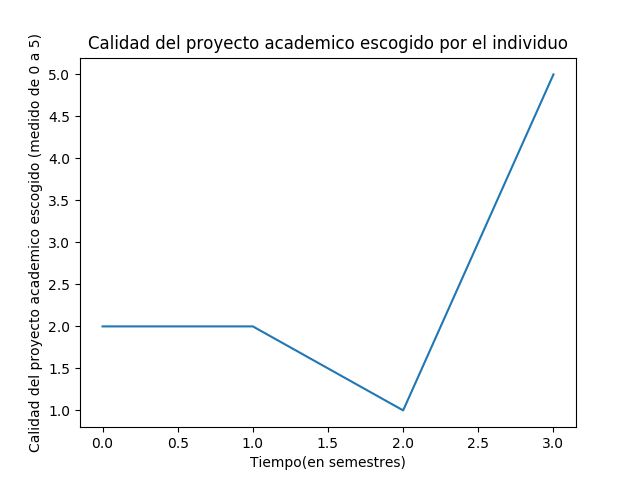 Calidad del proyecto academico escogido por el individuo
Calidad del proyecto academico escogido (medido de 0 a 5)
5.0
4.5
4.0
3.5
3.0
2.5
2.0
1.5
1.0
0.0 0.5 1.0 1.5 2.0 2.5 3.0
Tiempo(en semestres)